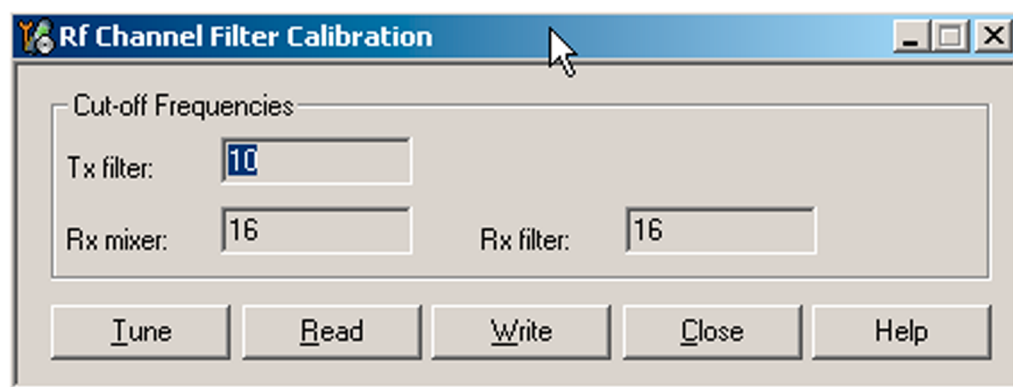 Rf Channel Filter Calibration
Cut-off Frequencies
Tx filter: 10
Rx mixer: 16 Rx filter: 16
Tune Read Write Close Help